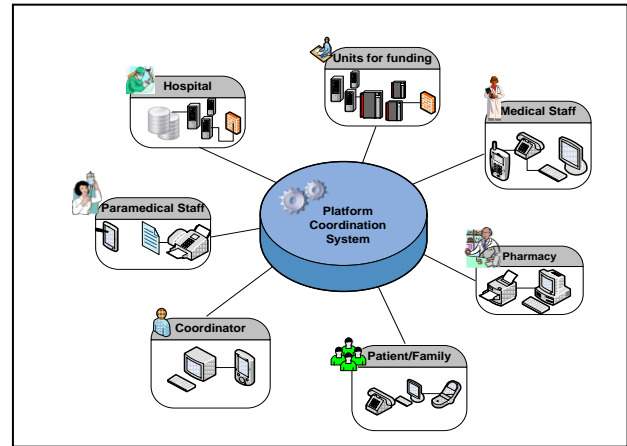 Units for funding
Hospital
Medical Staff
Paramedical Staff
Platform
Coordination
System
Pharmacy
Coordinator
Patient/Family